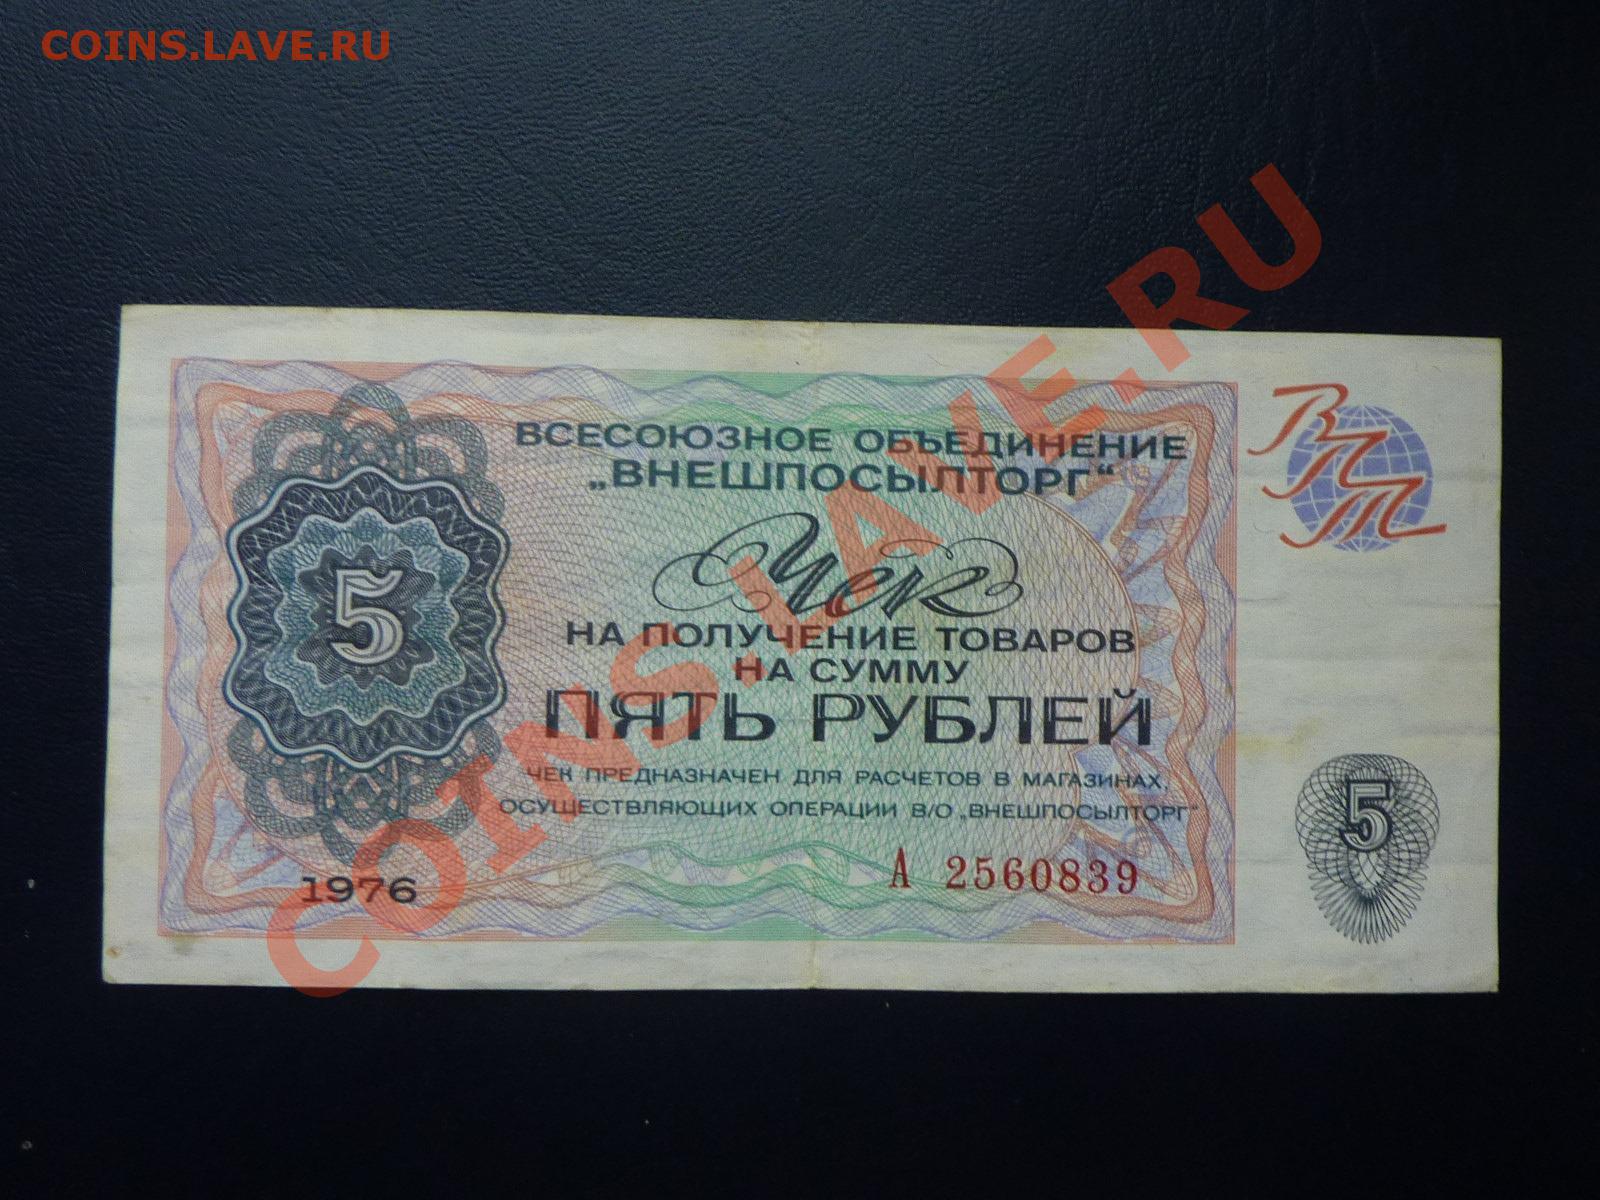 COINS.LAVE.RU
ВСЕСОЮЗНОЕ ОБЪЕДИНЕНИЕ
„ВНЕШПОСЫЛТОРГ“
ВПТ
Чек
5
НА ПОЛУЧЕНИЕ ТОВАРОВ
НА СУММУ
ПЯТЬ РУБЛЕЙ
ЧЕК ПРЕДНАЗНАЧЕН ДЛЯ РАСЧЕТОВ В МАГАЗИНАХ,
ОСУЩЕСТВЛЯЮЩИХ ОПЕРАЦИИ В/О „ВНЕШПОСЫЛТОРГ“
5
1976
А 2560839
COINS.LAVE.RU